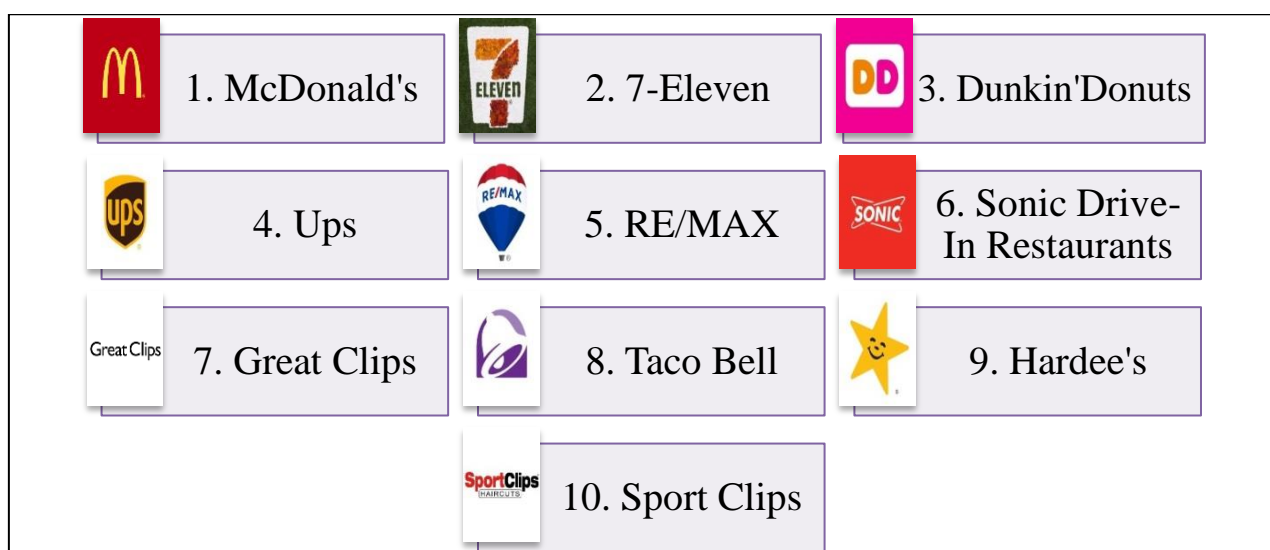 1. McDonald's
7
ELEVEN
2. 7-Eleven
DD
3. Dunkin'Donuts
ups
4. Ups
RE/MAX
5. RE/MAX
SONIC
6. Sonic Drive-
In Restaurants
Great Clips
7. Great Clips
8. Taco Bell
9. Hardee's
SportClips
HAIRCUTS
10. Sport Clips